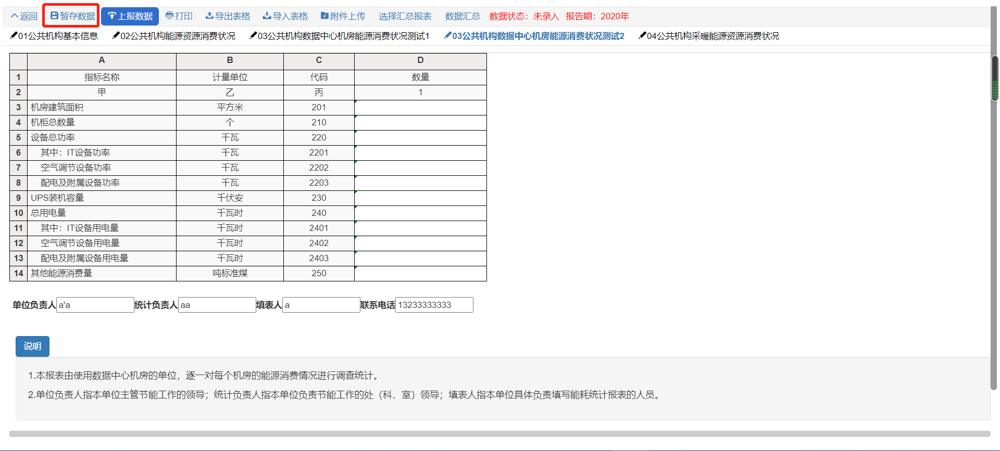 返回 暂存数据 上报数据 打印 导出表格 导入表格 附件上传 选择汇总报表 数据汇总 数据状态：未录入 报告期：2020年
01公共机构基本信息 02公共机构能源资源消费状况 03公共机构数据中心机房能源消费状况测试1 03公共机构数据中心机房能源消费状况测试2 04公共机构采暖能源资源消费状况
A B C D
1 指标名称 计量单位 代码 数量
2 甲 乙 丙 1
3 机房建筑面积 平方米 201
4 机柜总数量 个 210
5 设备总功率 千瓦 220
6 其中：IT设备功率 千瓦 2201
7 空气调节设备功率 千瓦 2202
8 配电及附属设备功率 千瓦 2203
9 UPS装机容量 千伏安 230
10 总用电量 千瓦时 240
11 其中：IT设备用电量 千瓦时 2401
12 空气调节设备用电量 千瓦时 2402
13 配电及附属设备用电量 千瓦时 2403
14 其他能源消费量 吨标准煤 250
单位负责人 a'a 统计负责人 aa 填表人 a 联系电话 13233333333
说明
1.本报表由使用数据中心机房的单位，逐一对每个机房的能源消费情况进行调查统计。
2.单位负责人指本单位主管节能工作的领导；统计负责人指本单位负责节能工作的处（科、室）领导；填表人指本单位具体负责填写能耗统计报表的人员。